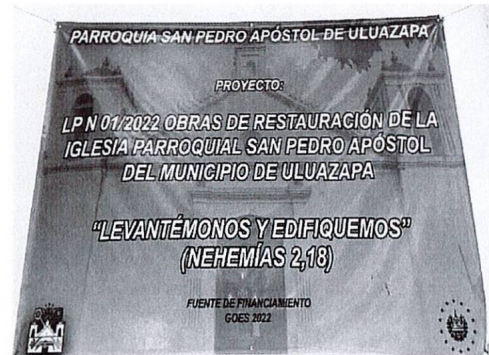 PARROQUIA SAN PEDRO APÓSTOL DE ULUAZAPA
PROYECTO:
LP N 01/2022 OBRAS DE RESTAURACIÓN DE LA
IGLESIA PARROQUIAL SAN PEDRO APÓSTOL
DEL MUNICIPIO DE ULUAZAPA
“LEVANTÉMONOS Y EDIFIQUEMOS”
(NEHEMÍAS 2,18)
FUENTE DE FINANCIAMIENTO
GOES 2022